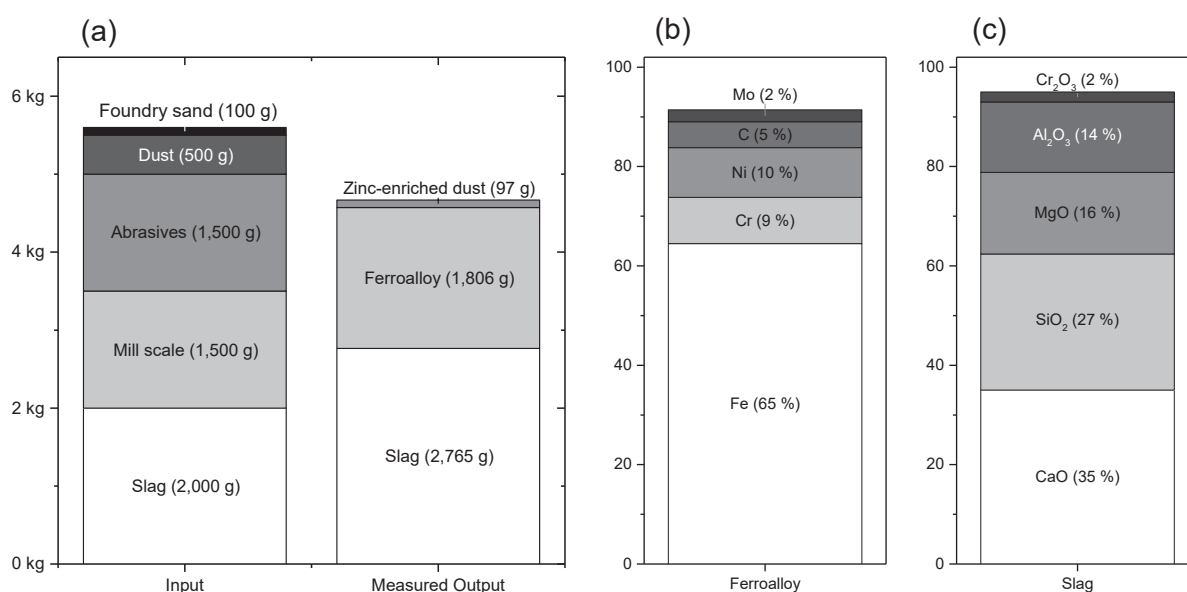 (a)
6 kg
4 kg
2 kg
0 kg
Foundry sand (100 g)
Dust (500 g)
Abrasives (1,500 g)
Mill scale (1,500 g)
Slag (2,000 g)
Zinc-enriched dust (97 g)
Ferroalloy (1,806 g)
Slag (2,765 g)
Input
Measured Output
(b)
100
80
60
40
20
0
Mo (2 %)
C (5 %)
Ni (10 %)
Cr (9 %)
Fe (65 %)
Ferroalloy
(c)
100
80
60
40
20
0
Cr₂O₃ (2 %)
Al₂O₃ (14 %)
MgO (16 %)
SiO₂ (27 %)
CaO (35 %)
Slag